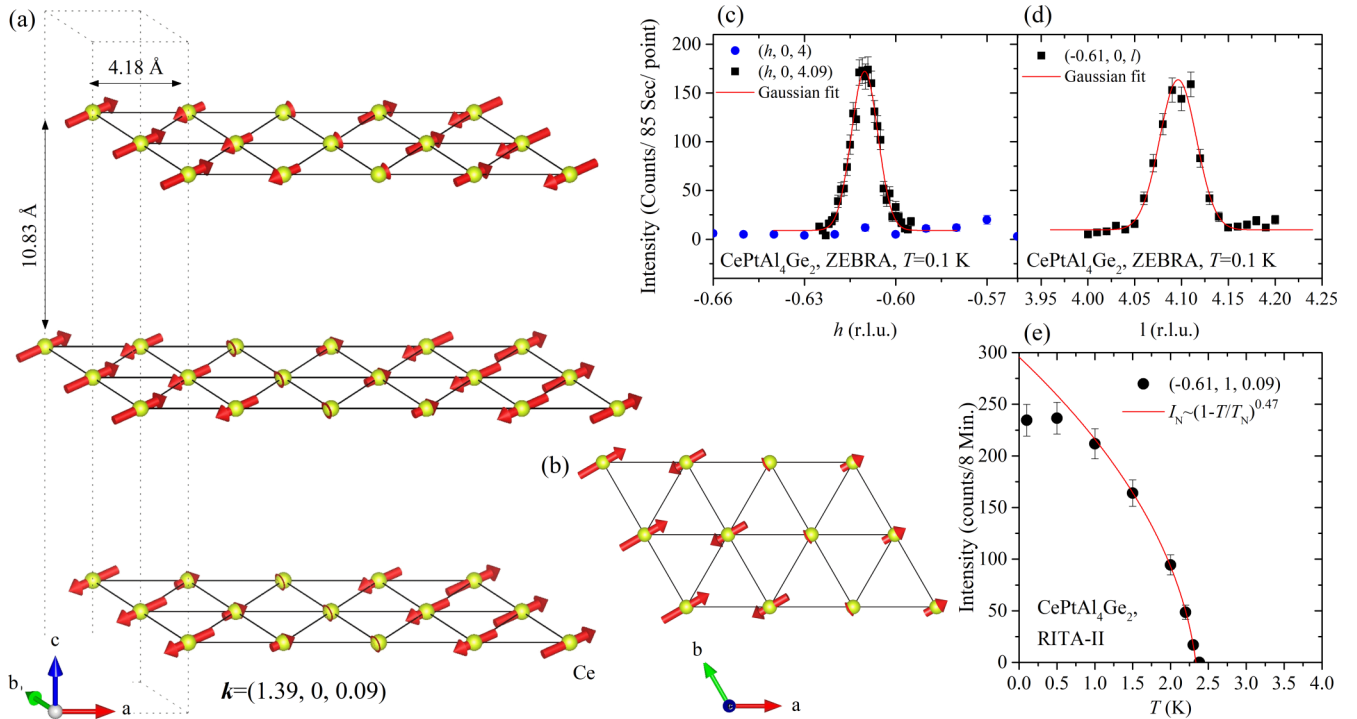 (a)
4.18 Å
10.83 Å
c
b
a
k=(1.39, 0, 0.09)
Ce
(b)
b
a
(c)
Intensity (Counts/ 85 Sec/ point)
200
150
100
50
0
(h, 0, 4)
(h, 0, 4.09)
Gaussian fit
CePtAl₄Ge₂, ZEBRA, T=0.1 K
-0.66 -0.63 -0.60 -0.57
h (r.l.u.)
(d)
(-0.61, 0, l)
Gaussian fit
CePtAl₄Ge₂, ZEBRA, T=0.1 K
3.95 4.00 4.05 4.10 4.15 4.20 4.25
l (r.l.u.)
(e)
Intensity (counts/8 Min.)
300
250
200
150
100
50
0
(-0.61, 1, 0.09)
I_N~(1-T/T_N)^0.47
CePtAl₄Ge₂,
RITA-II
0.0 0.5 1.0 1.5 2.0 2.5 3.0 3.5 4.0
T (K)